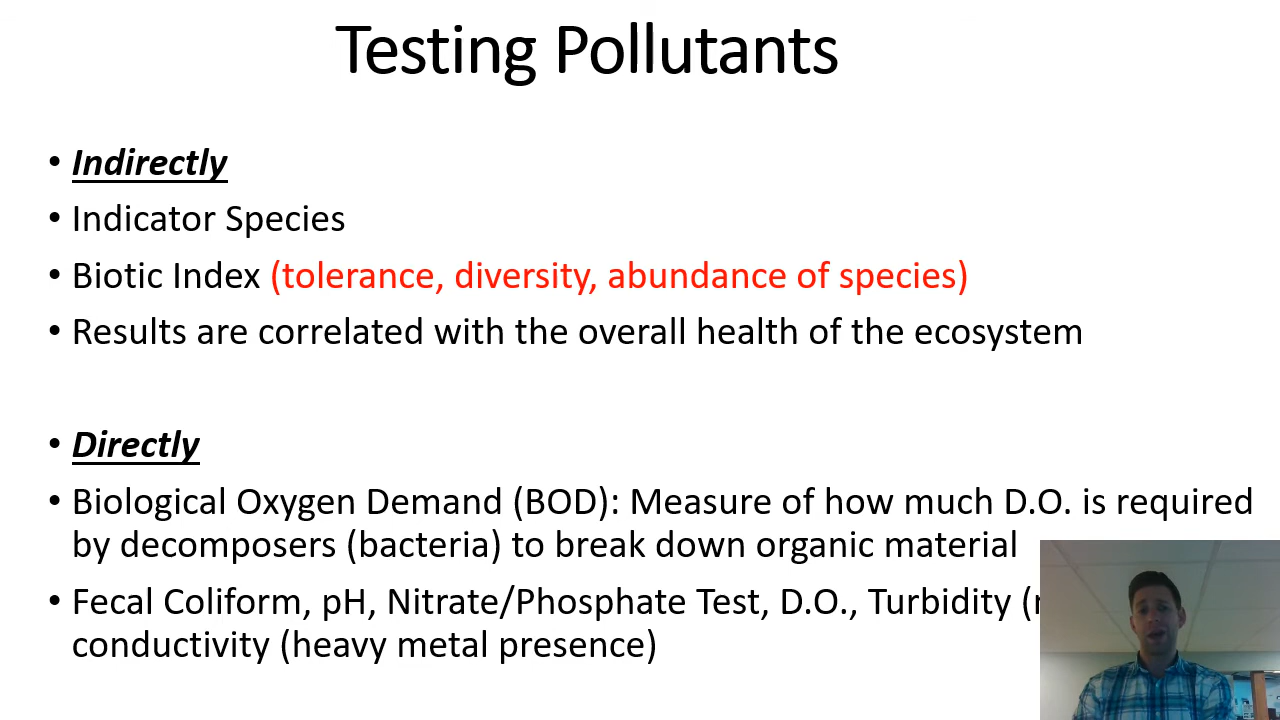 Testing Pollutants
• Indirectly
• Indicator Species
• Biotic Index (tolerance, diversity, abundance of species)
• Results are correlated with the overall health of the ecosystem
• Directly
• Biological Oxygen Demand (BOD): Measure of how much D.O. is required
by decomposers (bacteria) to break down organic material
• Fecal Coliform, pH, Nitrate/Phosphate Test, D.O., Turbidity (
conductivity (heavy metal presence)